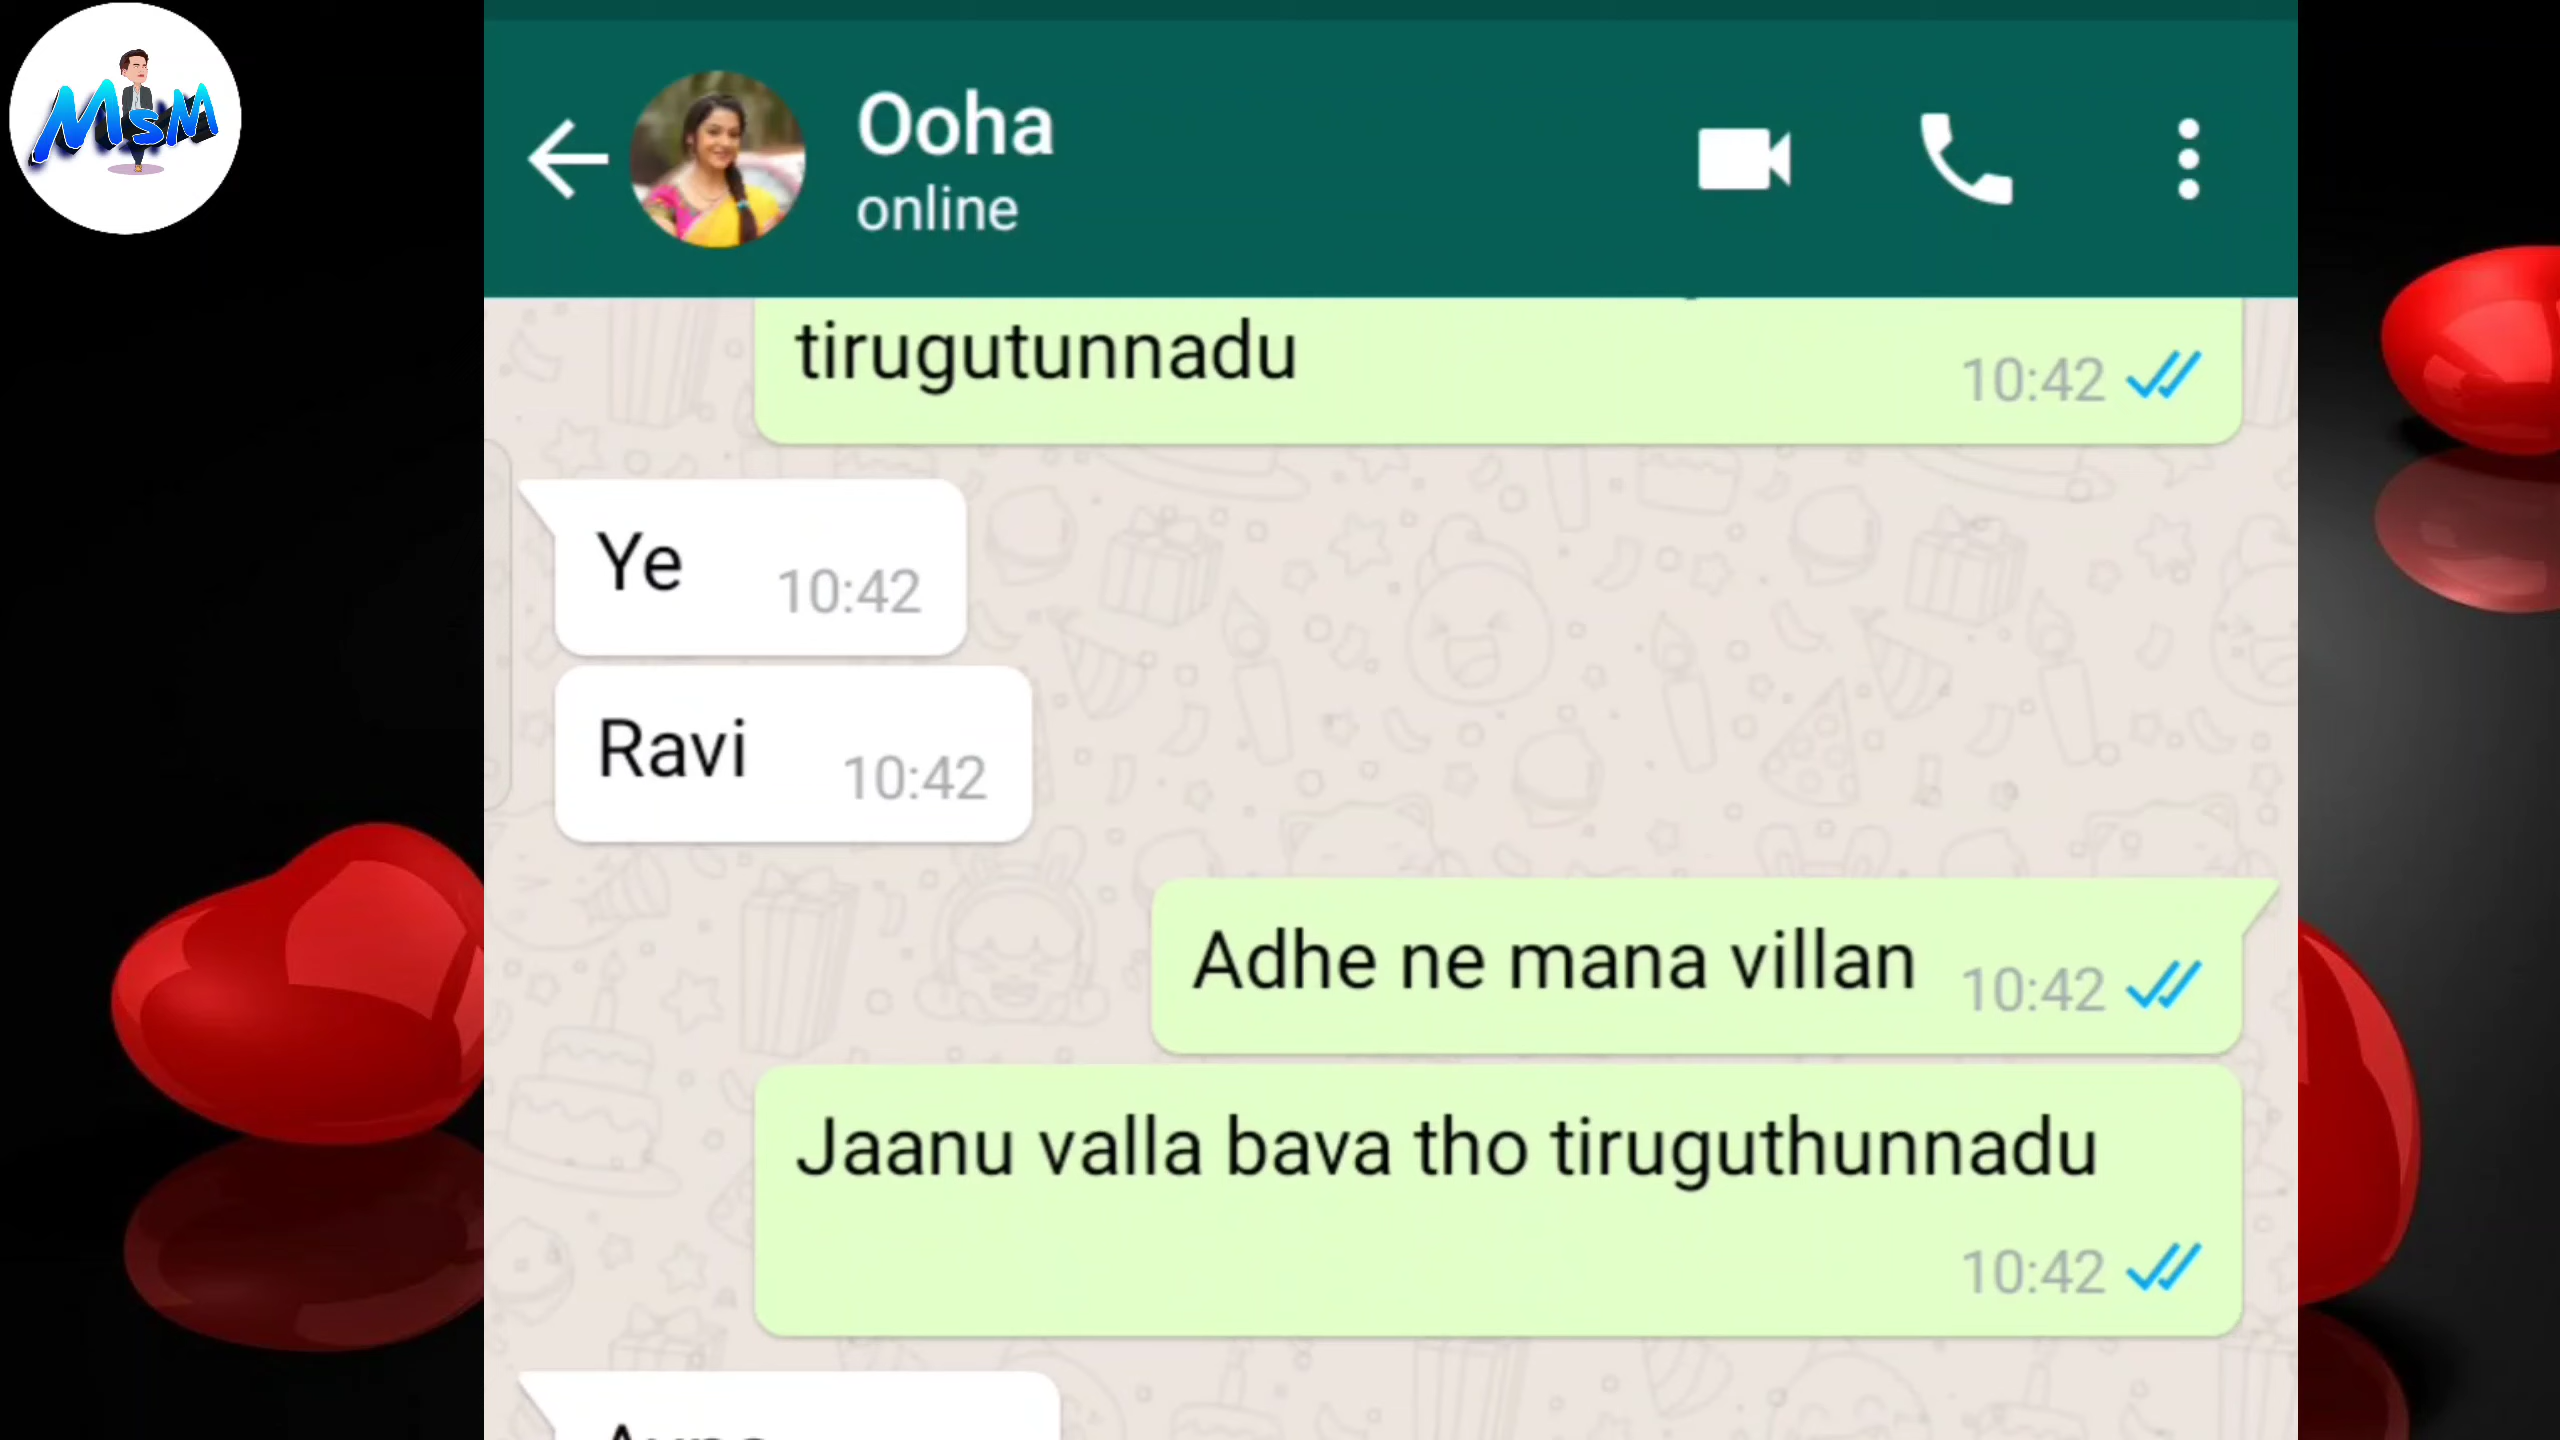 MSM
Ooha
online
tirugutunnadu
10:42
Ye
10:42
Ravi
10:42
Adhe ne mana villan
10:42
Jaanu valla bava tho tiruguthunnadu
10:42